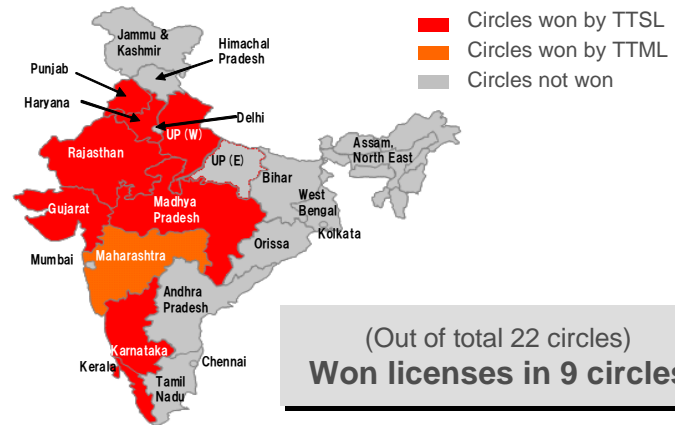 Circles won by TTSL
Circles won by TTML
Circles not won
Jammu &
Kashmir
Himachal
Pradesh
Punjab
Haryana
Delhi
UP (W)
Rajasthan
UP (E)
Assam,
North East
Bihar
Gujarat
Madhya
Pradesh
West
Bengal
Kolkata
Orissa
Mumbai
Maharashtra
Andhra
Pradesh
Karnataka
Kerala
Chennai
Tamil
Nadu
(Out of total 22 circles)
Won licenses in 9 circles